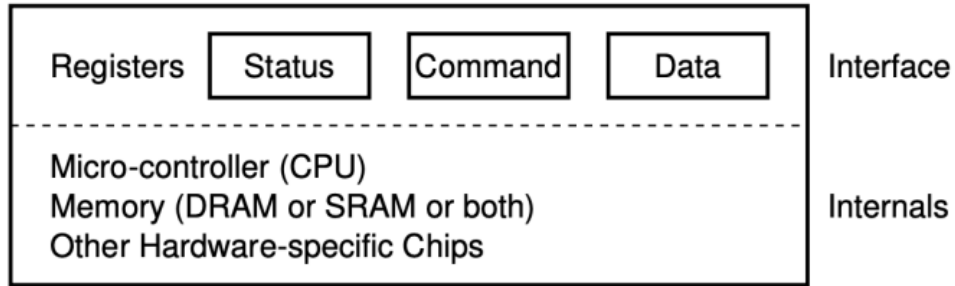 Registers Status Command Data Interface
Micro-controller (CPU)
Memory (DRAM or SRAM or both) Internals
Other Hardware-specific Chips